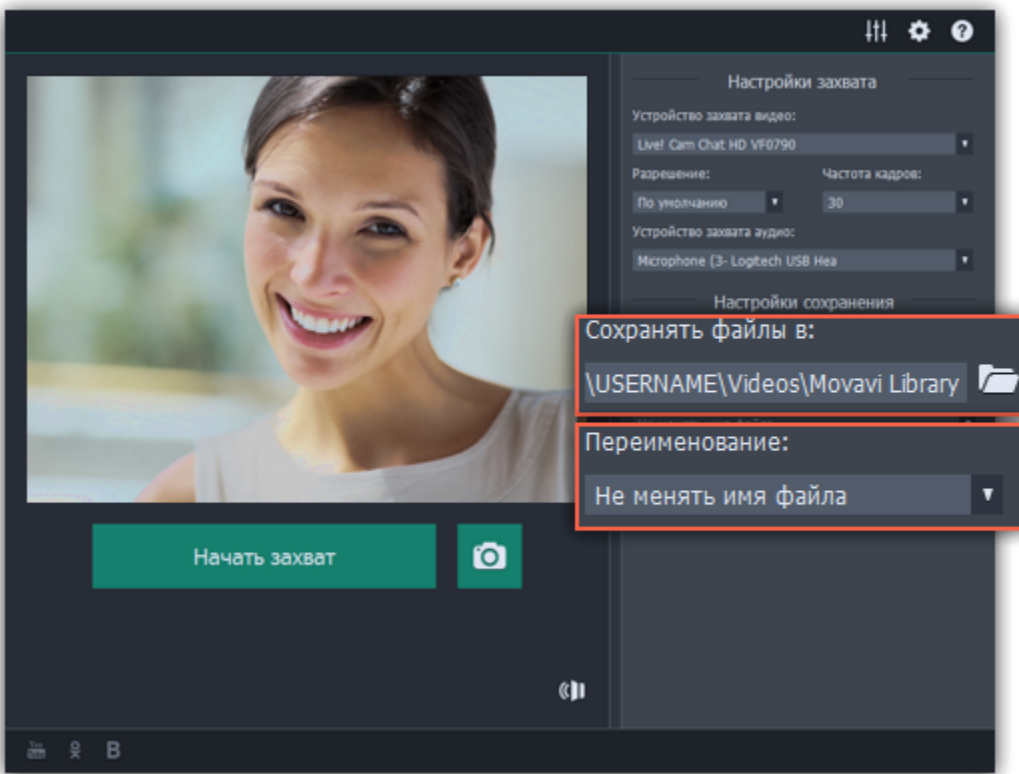 Настройки захвата
Устройство захвата видео:
Live! Cam Chat HD VF0790
Разрешение:
Частота кадров:
По умолчанию
30
Устройство захвата аудио:
Microphone (3- Logitech USB Hea
Настройки сохранения
Сохранять файлы в:
\USERNAME\Videos\Movavi Library
Переименование:
Не менять имя файла
Начать захват